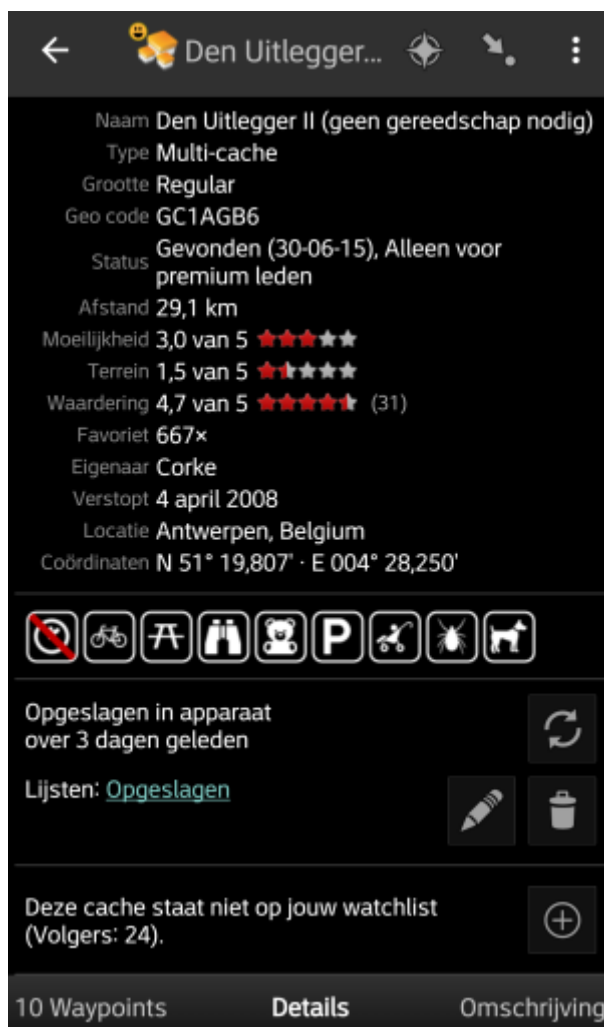 Den Uitlegger...
Naam Den Uitlegger II (geen gereedschap nodig)
Type Multi-cache
Grootte Regular
Geo code GC1AGB6
Status Gevonden (30-06-15), Alleen voor
premium leden
Afstand 29,1 km
Moeilijkheid 3,0 van 5
Terrein 1,5 van 5
Waardering 4,7 van 5 (31)
Favoriet 667×
Eigenaar Corke
Verstopt 4 april 2008
Locatie Antwerpen, Belgium
Coördinaten N 51° 19,807' · E 004° 28,250'
P
Opgeslagen in apparaat
over 3 dagen geleden
Lijsten: Opgeslagen
Deze cache staat niet op jouw watchlist
(Volgers: 24).
10 Waypoints Details Omschrijving